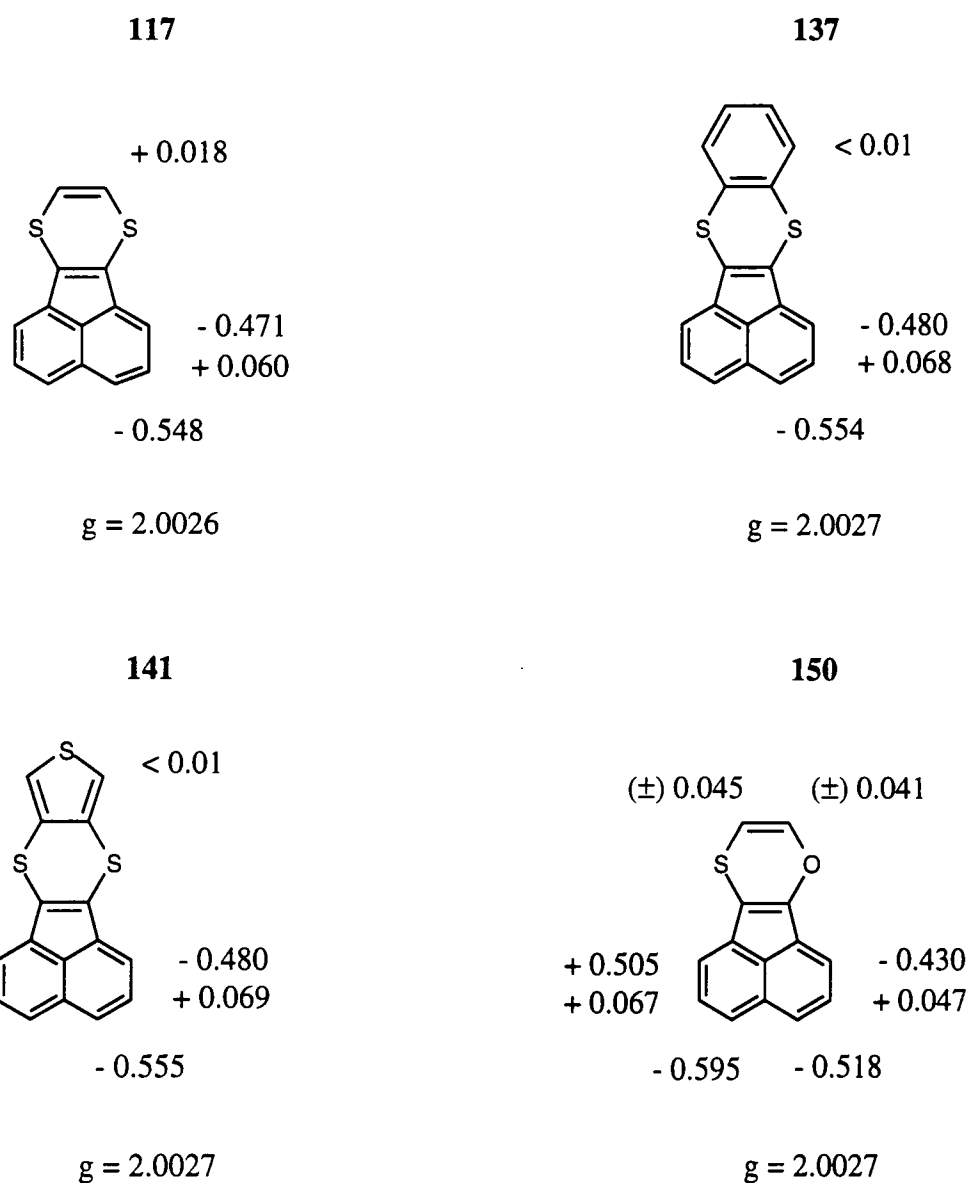 117
137
+ 0.018
< 0.01
S S
S S
- 0.471
+ 0.060
- 0.480
+ 0.068
- 0.548
- 0.554
g = 2.0026
g = 2.0027
141
150
S
< 0.01
(±) 0.045 (±) 0.041
S S
S O
- 0.480
+ 0.069
+ 0.505
+ 0.067
- 0.430
+ 0.047
- 0.555
- 0.595 - 0.518
g = 2.0027
g = 2.0027